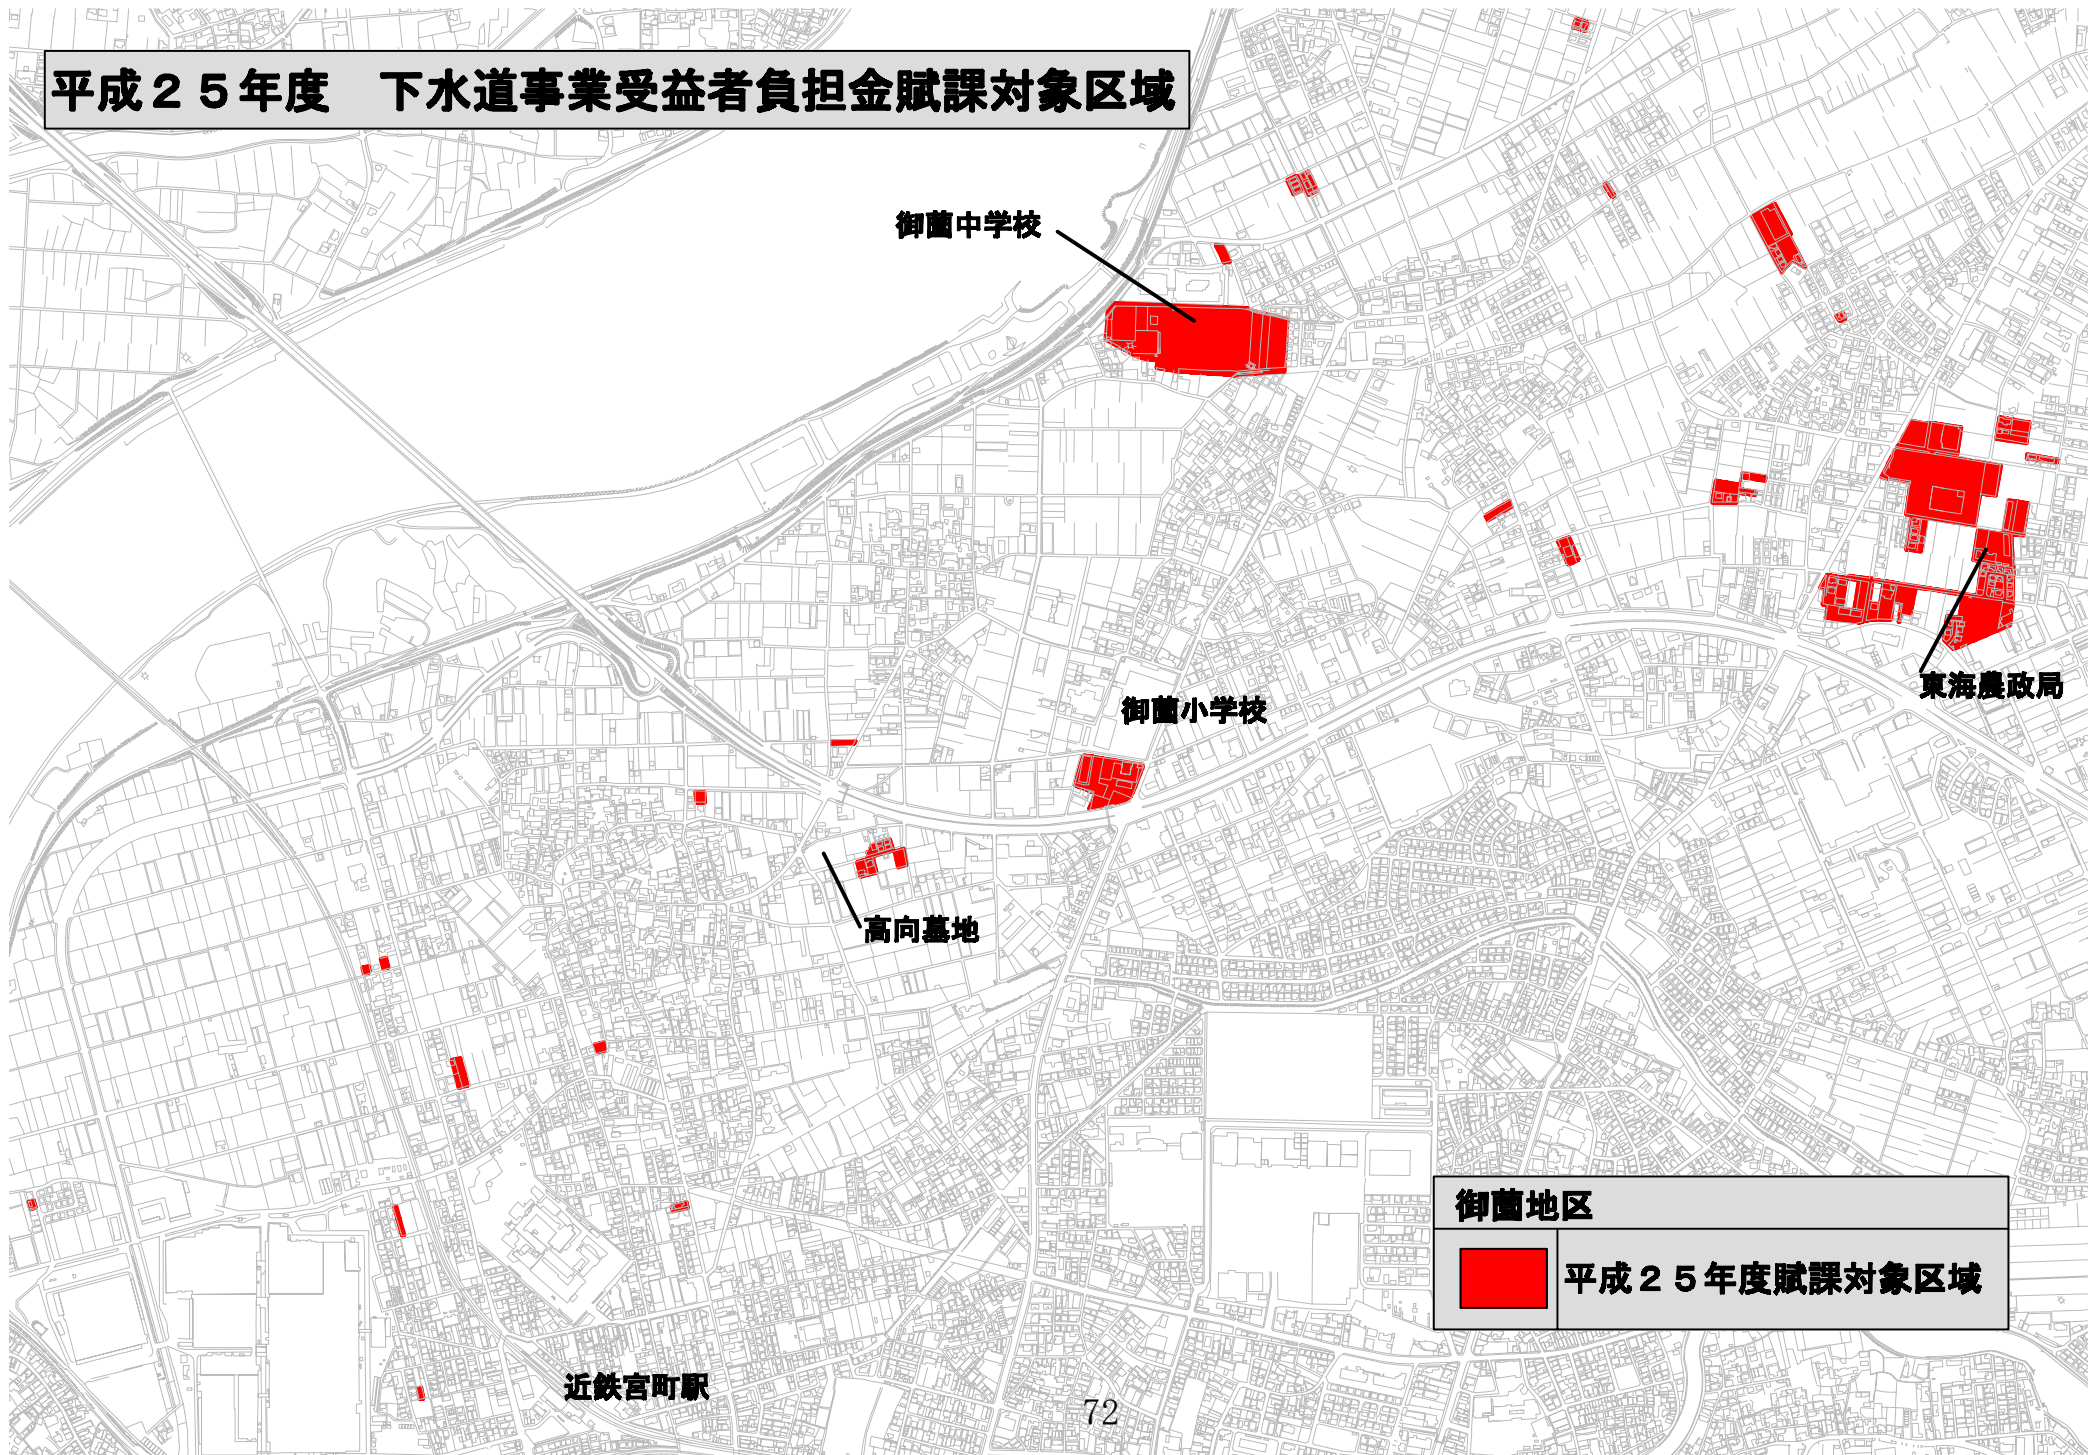 平成２５年度　下水道事業受益者負担金賦課対象区域
御薗中学校
東海農政局
御薗小学校
高向墓地
御薗地区
平成２５年度賦課対象区域
近鉄宮町駅
72